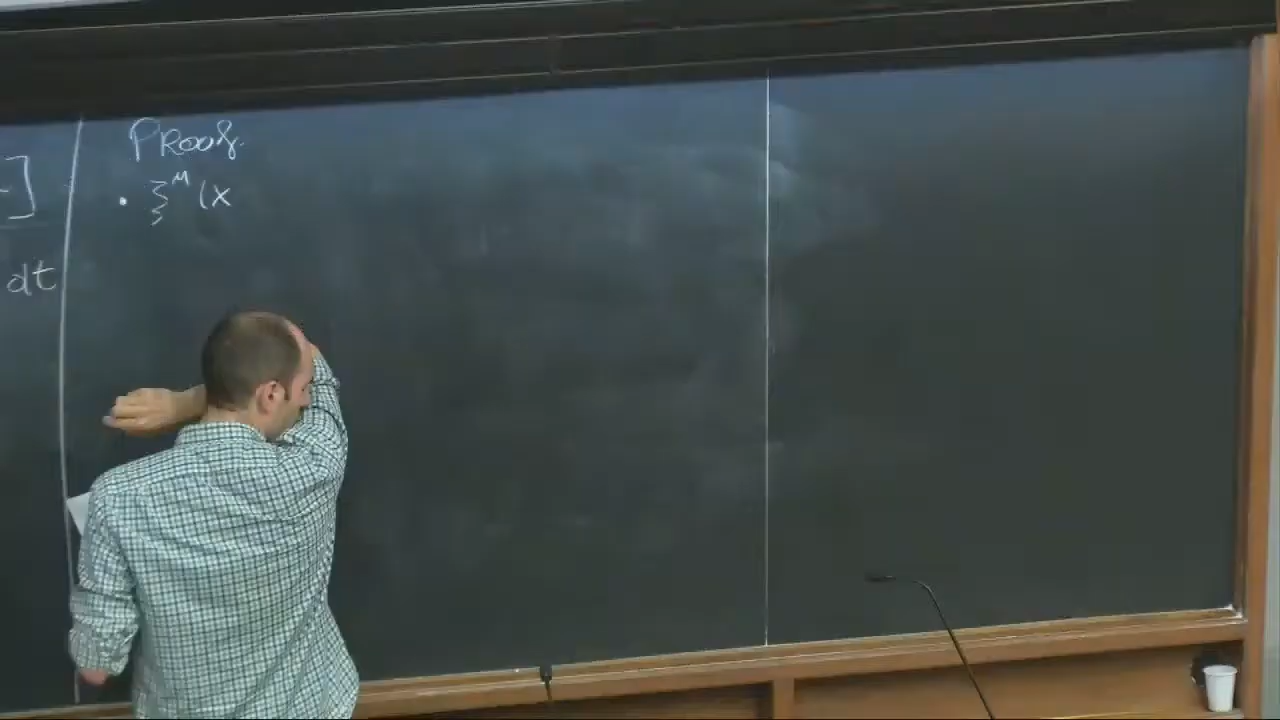 Proof.
• ξ^M (x
]
dt